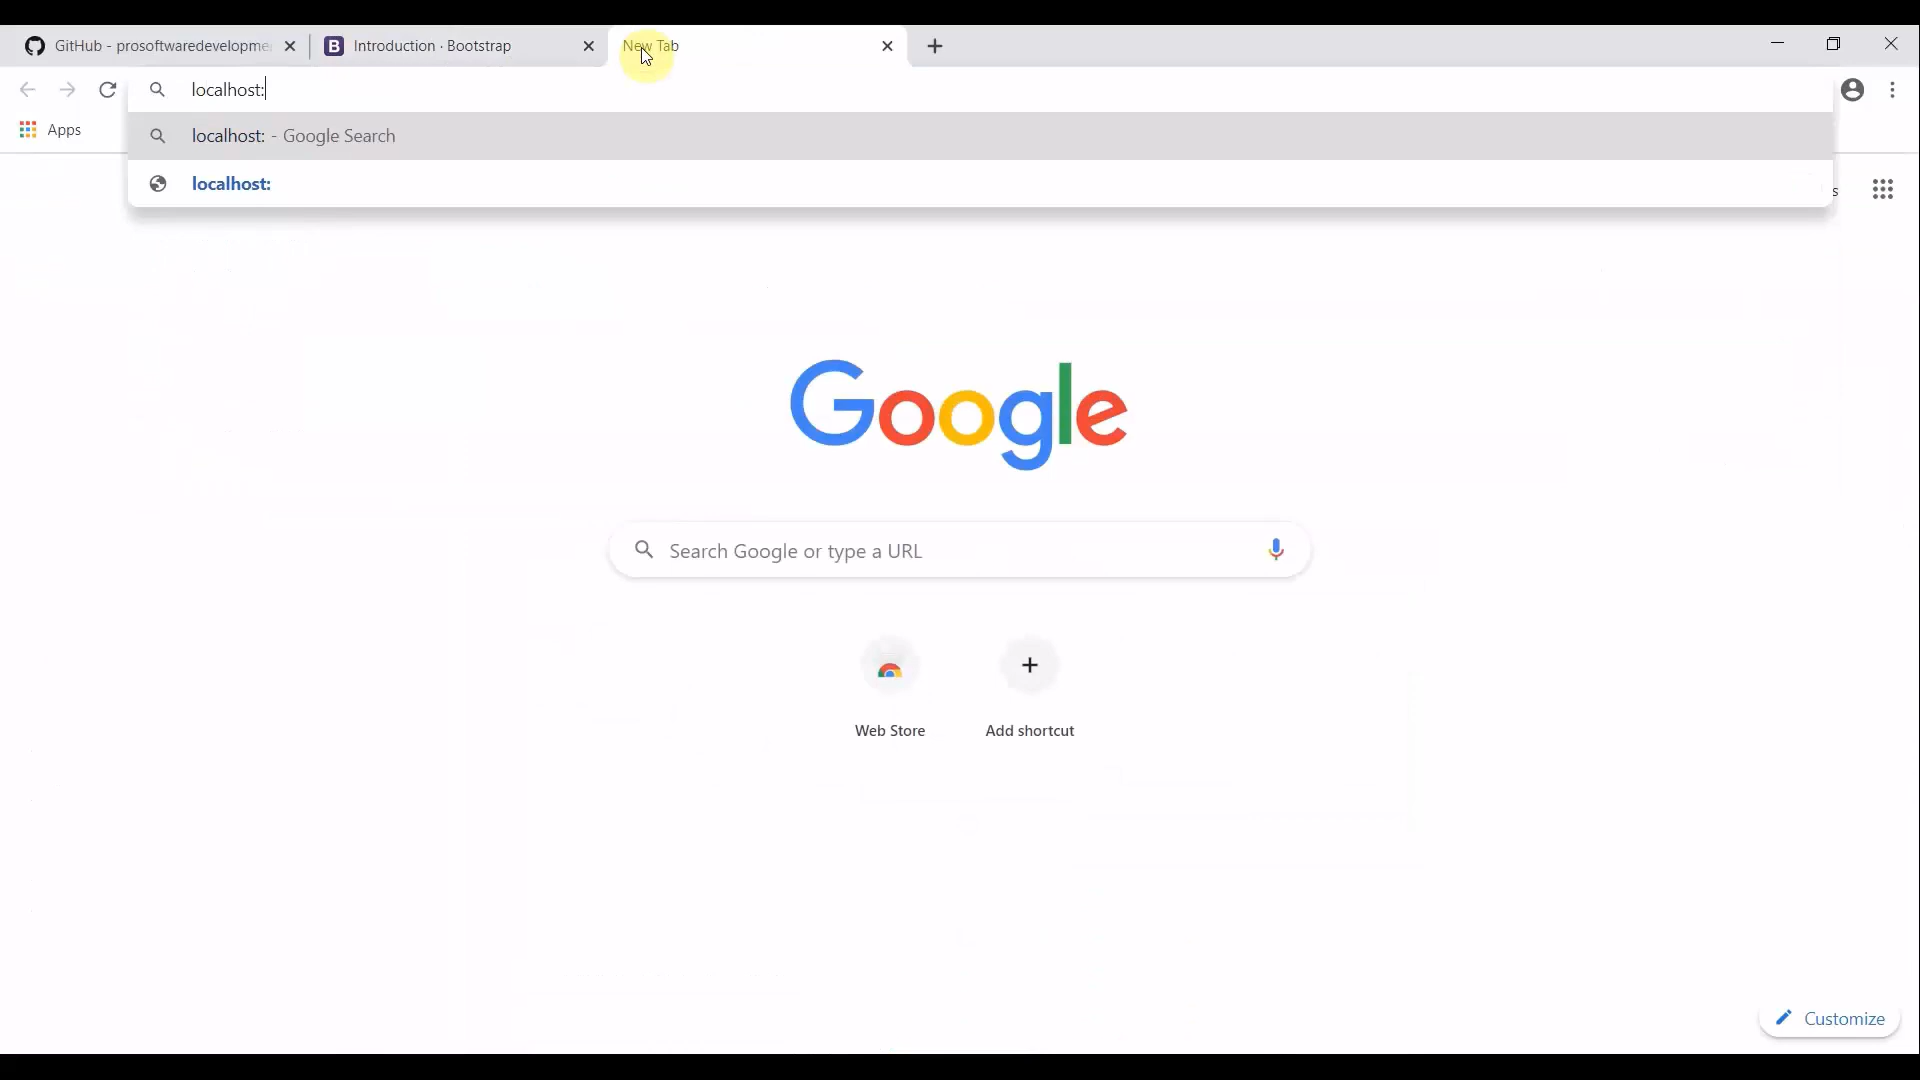 GitHub - prosoftwaredevelopme
Introduction · Bootstrap
New Tab
localhost:
Apps
localhost: - Google Search
localhost:
s
Google
Search Google or type a URL
Web Store
Add shortcut
Customize